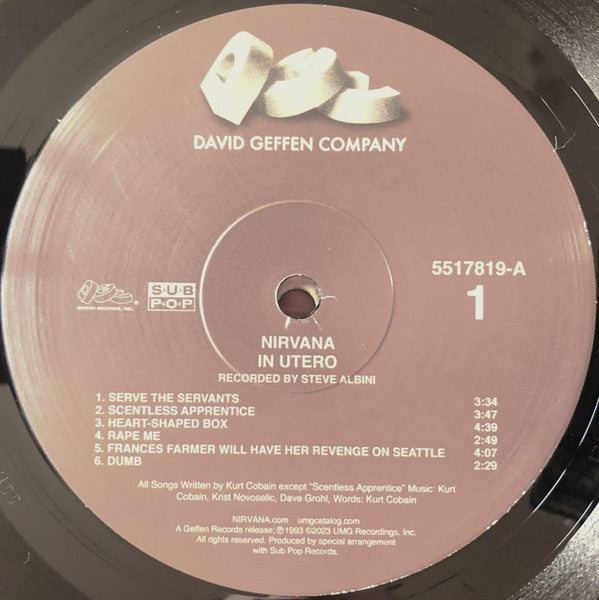 DAVID GEFFEN COMPANY
GEFFEN RECORDS, INC.
SUB
POP
5517819-A
1
NIRVANA
IN UTERO
RECORDED BY STEVE ALBINI
1. SERVE THE SERVANTS 3:34
2. SCENTLESS APPRENTICE 3:47
3. HEART-SHAPED BOX 4:39
4. RAPE ME 2:49
5. FRANCES FARMER WILL HAVE HER REVENGE ON SEATTLE 4:07
6. DUMB 2:29
All Songs Written by Kurt Cobain except “Scentless Apprentice” Music: Kurt
Cobain, Krist Novoselic, Dave Grohl, Words: Kurt Cobain
NIRVANA.com umgcatalog.com
A Geffen Records release; ℗1993 ©2023 UMG Recordings, Inc.
All rights reserved. Produced by special arrangement
with Sub Pop Records.